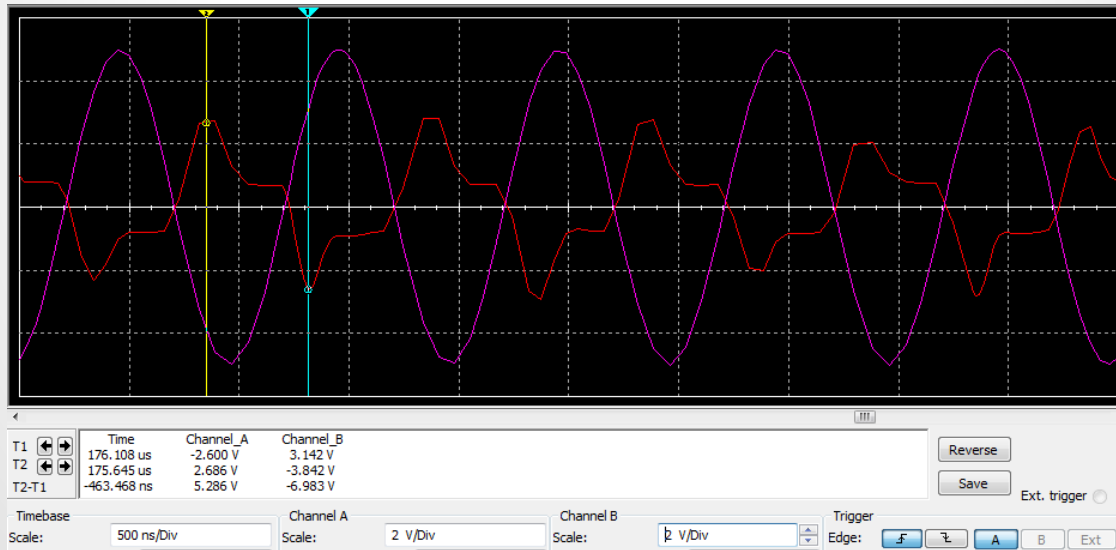 2
1
Time Channel_A Channel_B
T1 176.108 us -2.600 V 3.142 V
T2 175.645 us 2.686 V -3.842 V
T2-T1 -463.468 ns 5.286 V -6.983 V
Reverse
Save
Ext. trigger
Timebase Channel A Channel B Trigger
Scale: 500 ns/Div Scale: 2 V/Div Scale: 2 V/Div Edge: A B Ext